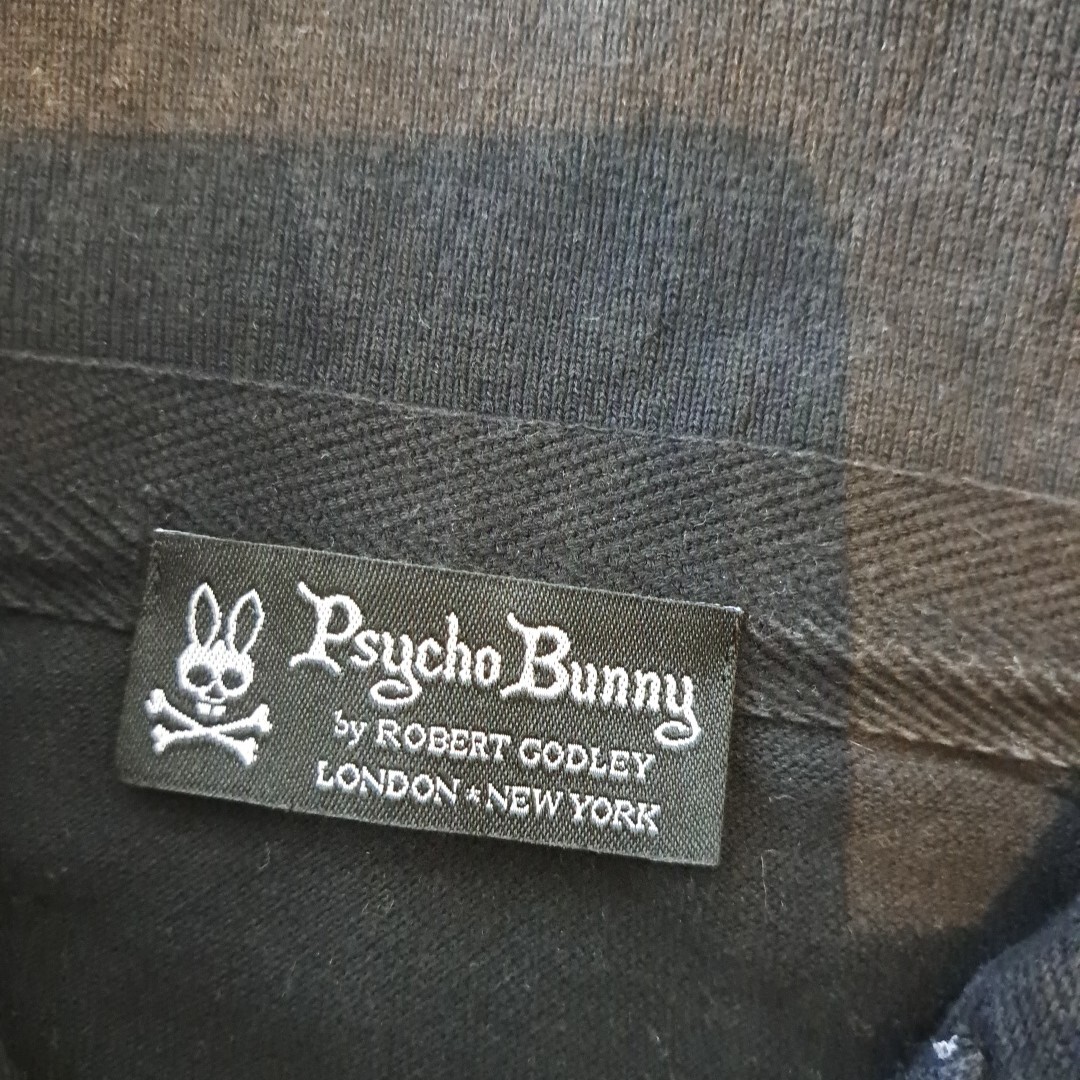 Psycho Bunny
by ROBERT GODLEY
LONDON * NEW YORK